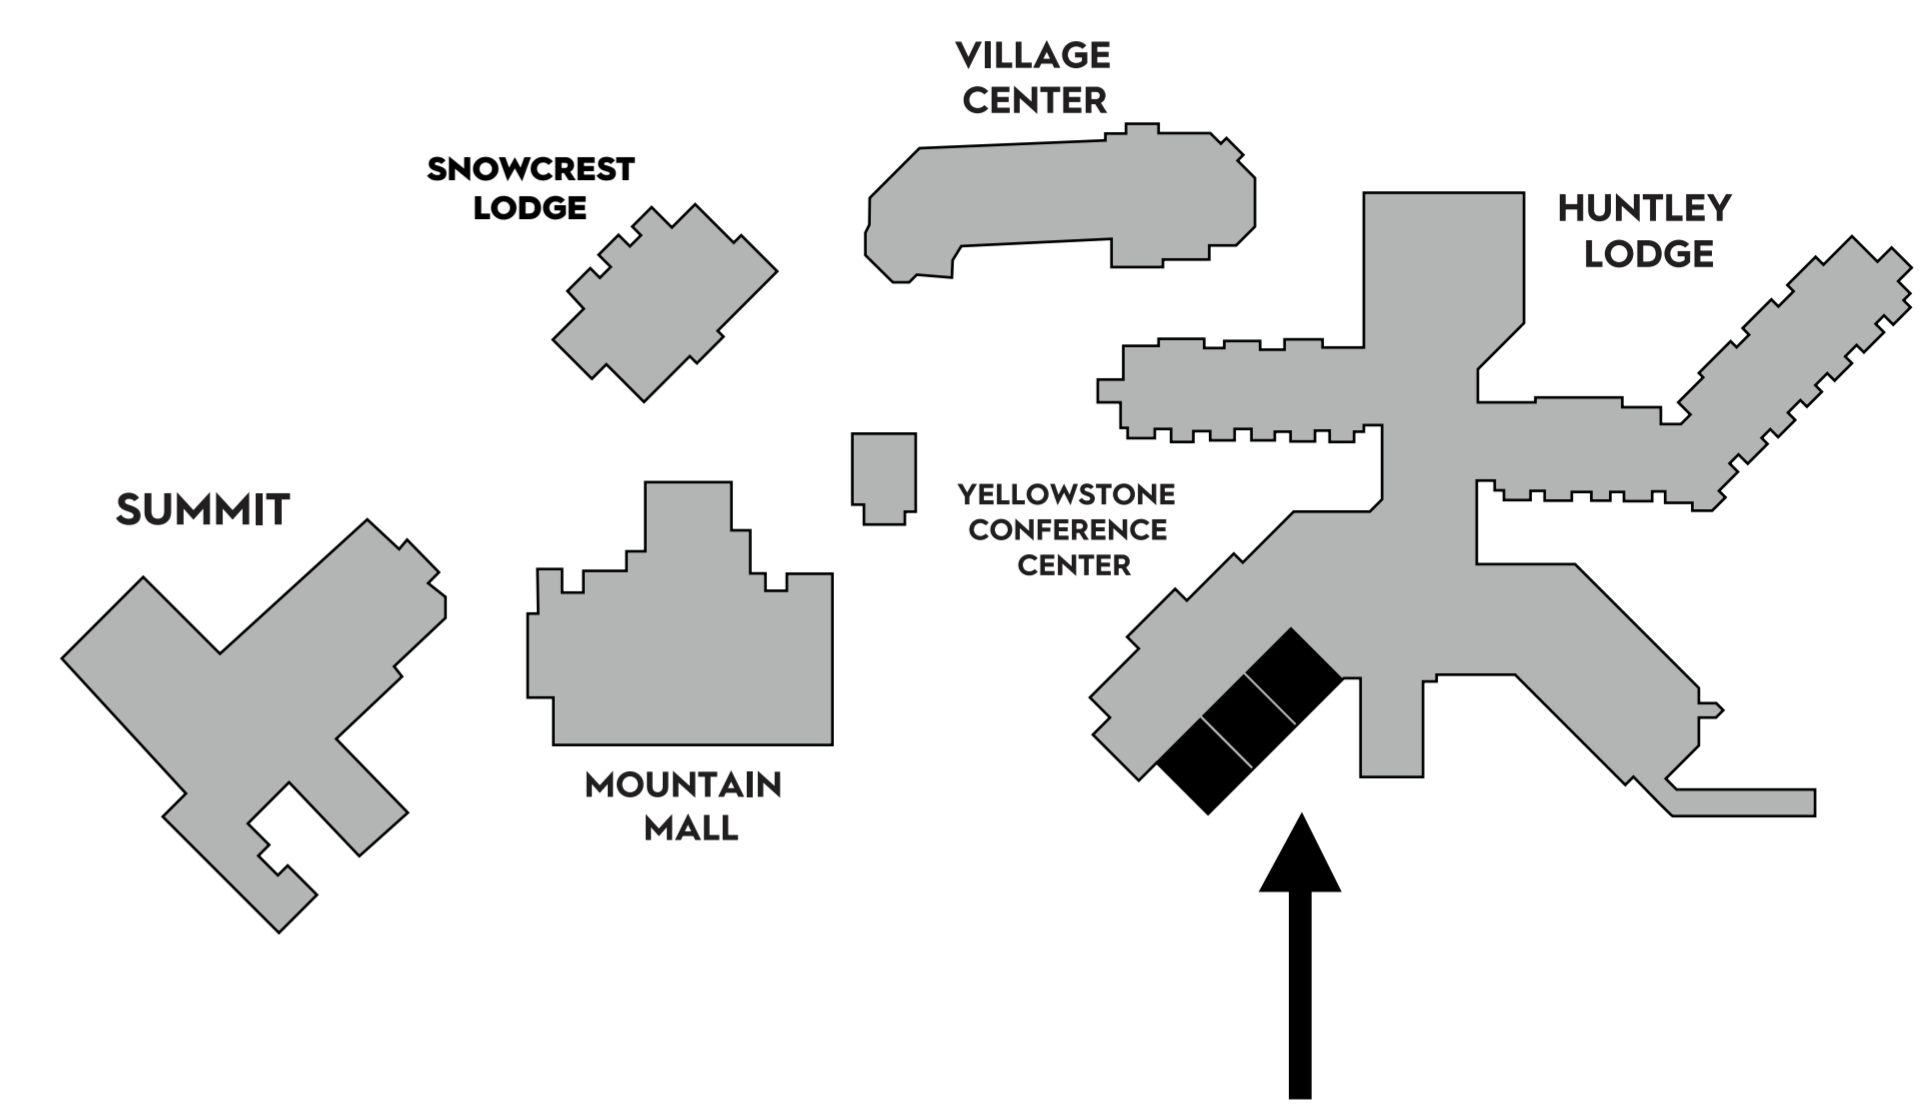 VILLAGE
CENTER
SNOWCREST
LODGE
HUNTLEY
LODGE
SUMMIT
YELLOWSTONE
CONFERENCE
CENTER
MOUNTAIN
MALL